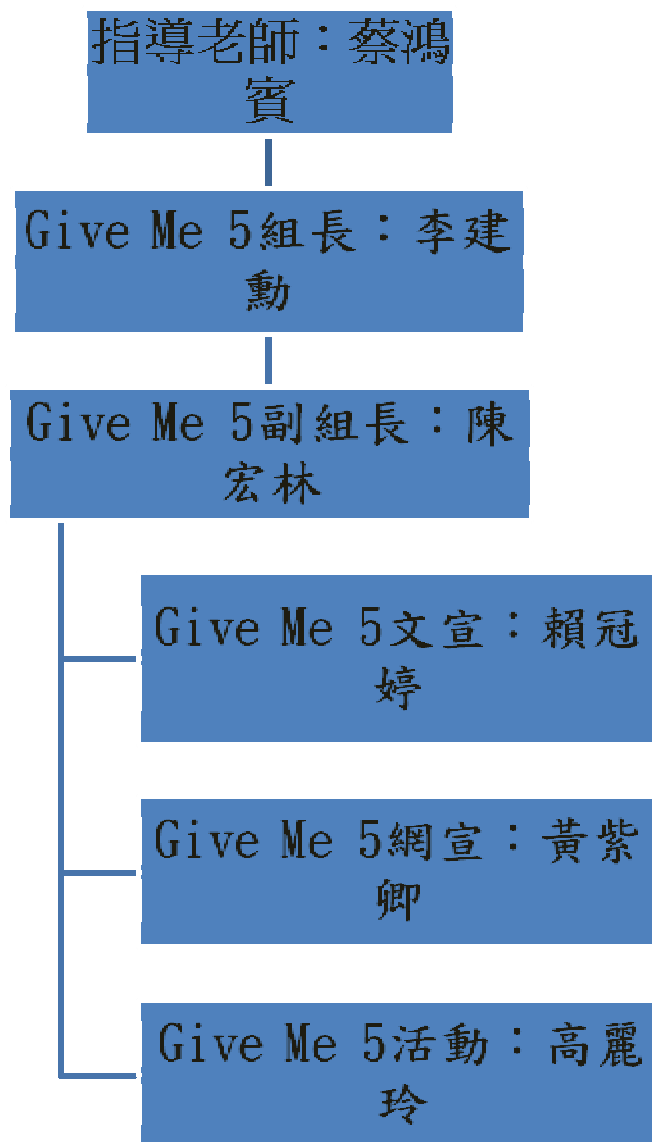 指導老師：蔡鴻
賓
Give Me 5組長：李建
勳
Give Me 5副組長：陳
宏林
Give Me 5文宣：賴冠
婷
Give Me 5網宣：黃紫
卿
Give Me 5活動：高麗
玲